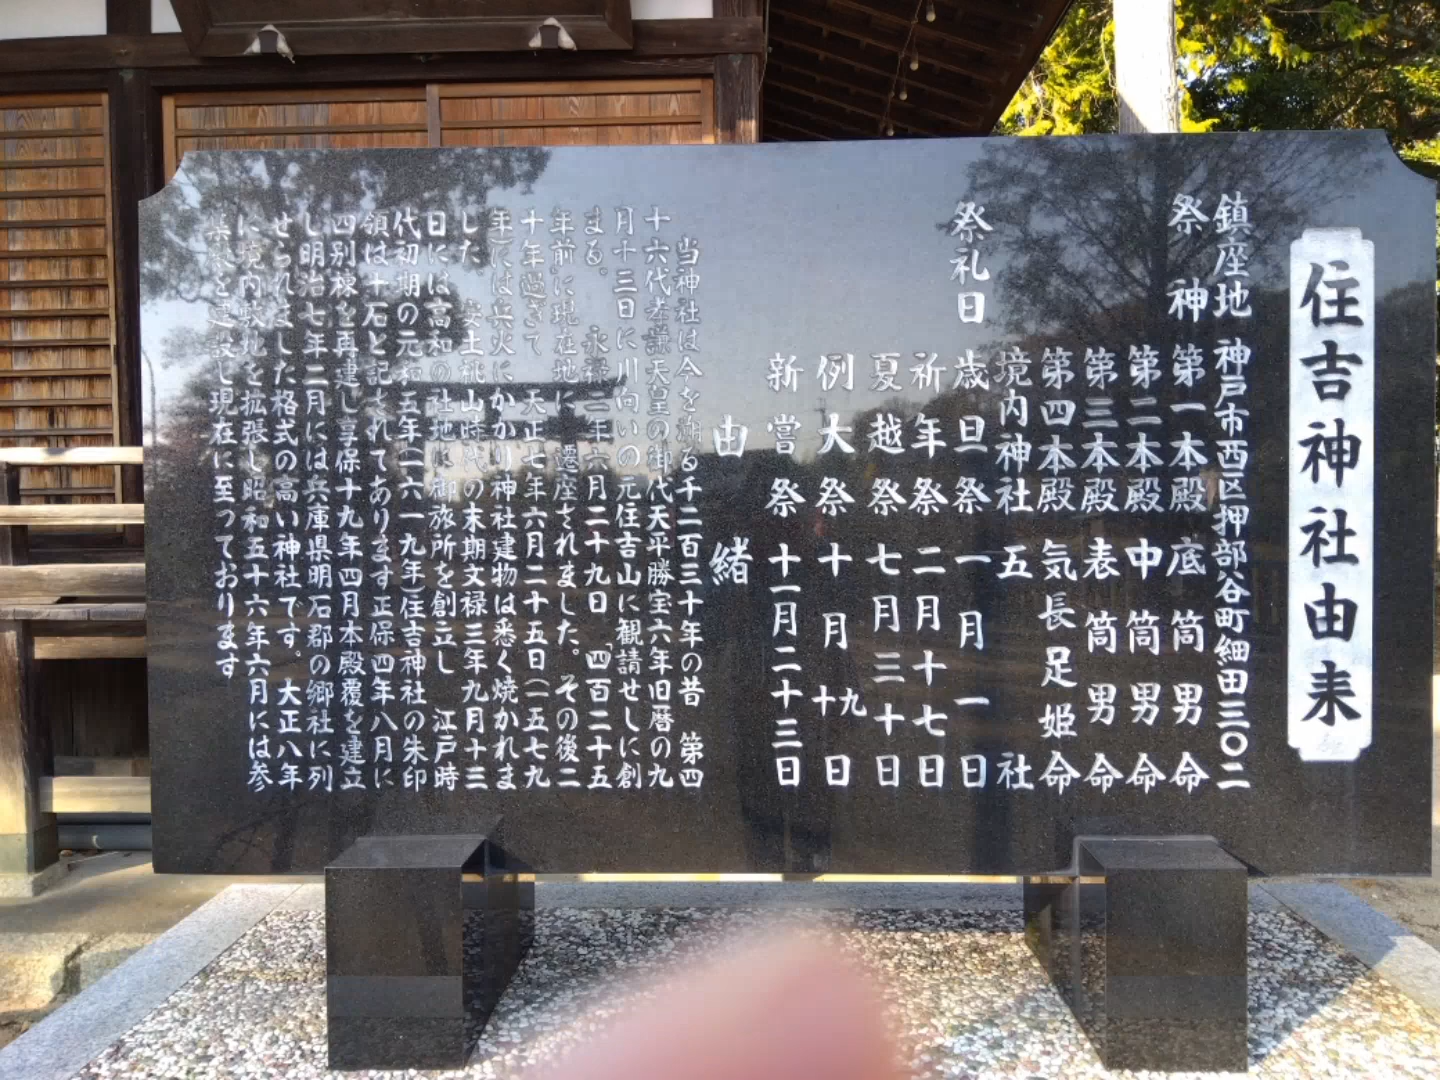 住吉神社由来
鎮座地 神戸市西区押部谷町細田三〇二
祭神 第一本殿 底筒男命
第二本殿 中筒男命
第三本殿 表筒男命
第四本殿 気長足姫命
境内神社 五社
祭礼日 歳旦祭 一月一日
祈年祭 二月十七日
夏越祭 七月三十日
例大祭 十月九十日
新嘗祭 十一月二十三日
由緒
当神社は今を溯る千二百三十年の昔 第四
十六代孝謙天皇の御代天平勝宝六年旧暦の九
月十三日に川向いの元住吉山に観請せしに創
まる。 永禄二年六月二十九日「四百二十五
年前」に現在地に 遷座されました。その後二
十年過ぎて 天正七年六月二十五日(一五七九
年)には兵火にかかり神社建物は悉く焼かれま
した 安土桃山時代の末期文禄三年九月十三
日には高和の社地に御旅所を創立し 江戸時
代初期の元和五年(一六一九年)住吉神社の朱印
領は十石と記されてあります正保四年八月に
四別棟を再建し享保十九年四月本殿覆を建立
し明治七年二月には兵庫県明石郡の郷社に列
せられました格式の高い神社です。大正八年
に境内敷地を拡張し昭和五十六年六月には参
集殿を建設し現在に至っております